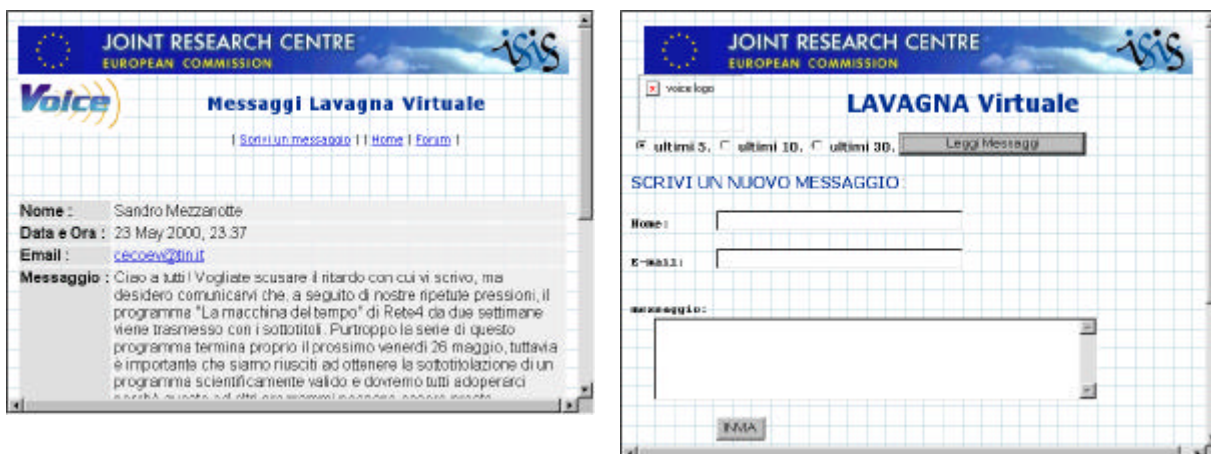 JOINT RESEARCH CENTRE
EUROPEAN COMMISSION
isis
Voice
Messaggi Lavagna Virtuale
| Scrivi un messaggio | | Home | Forum |
Nome : Sandro Mezzanotte
Data e Ora : 23 May 2000, 23.37
Email : cecoevi@tin.it
Messaggio : Ciao a tutti! Vogliate scusare il ritardo con cui vi scrivo, ma
desidero comunicarvi che, a seguito di nostre ripetute pressioni, il
programma "La macchina del tempo" di Rete4 da due settimane
viene trasmesso con i sottotitoli. Purtroppo la serie di questo
programma termina proprio il prossimo venerdì 26 maggio, tuttavia
è importante che siamo riusciti ad ottenere la sottotitolazione di un
programma scientificamente valido e dovremo tutti adoperarci
JOINT RESEARCH CENTRE
EUROPEAN COMMISSION
isis
voice logo
LAVAGNA Virtuale
ultimi 5, ultimi 10, ultimi 30, Leggi Messaggi
SCRIVI UN NUOVO MESSAGGIO:
Nome:
E-mail:
messaggio:
INVIA